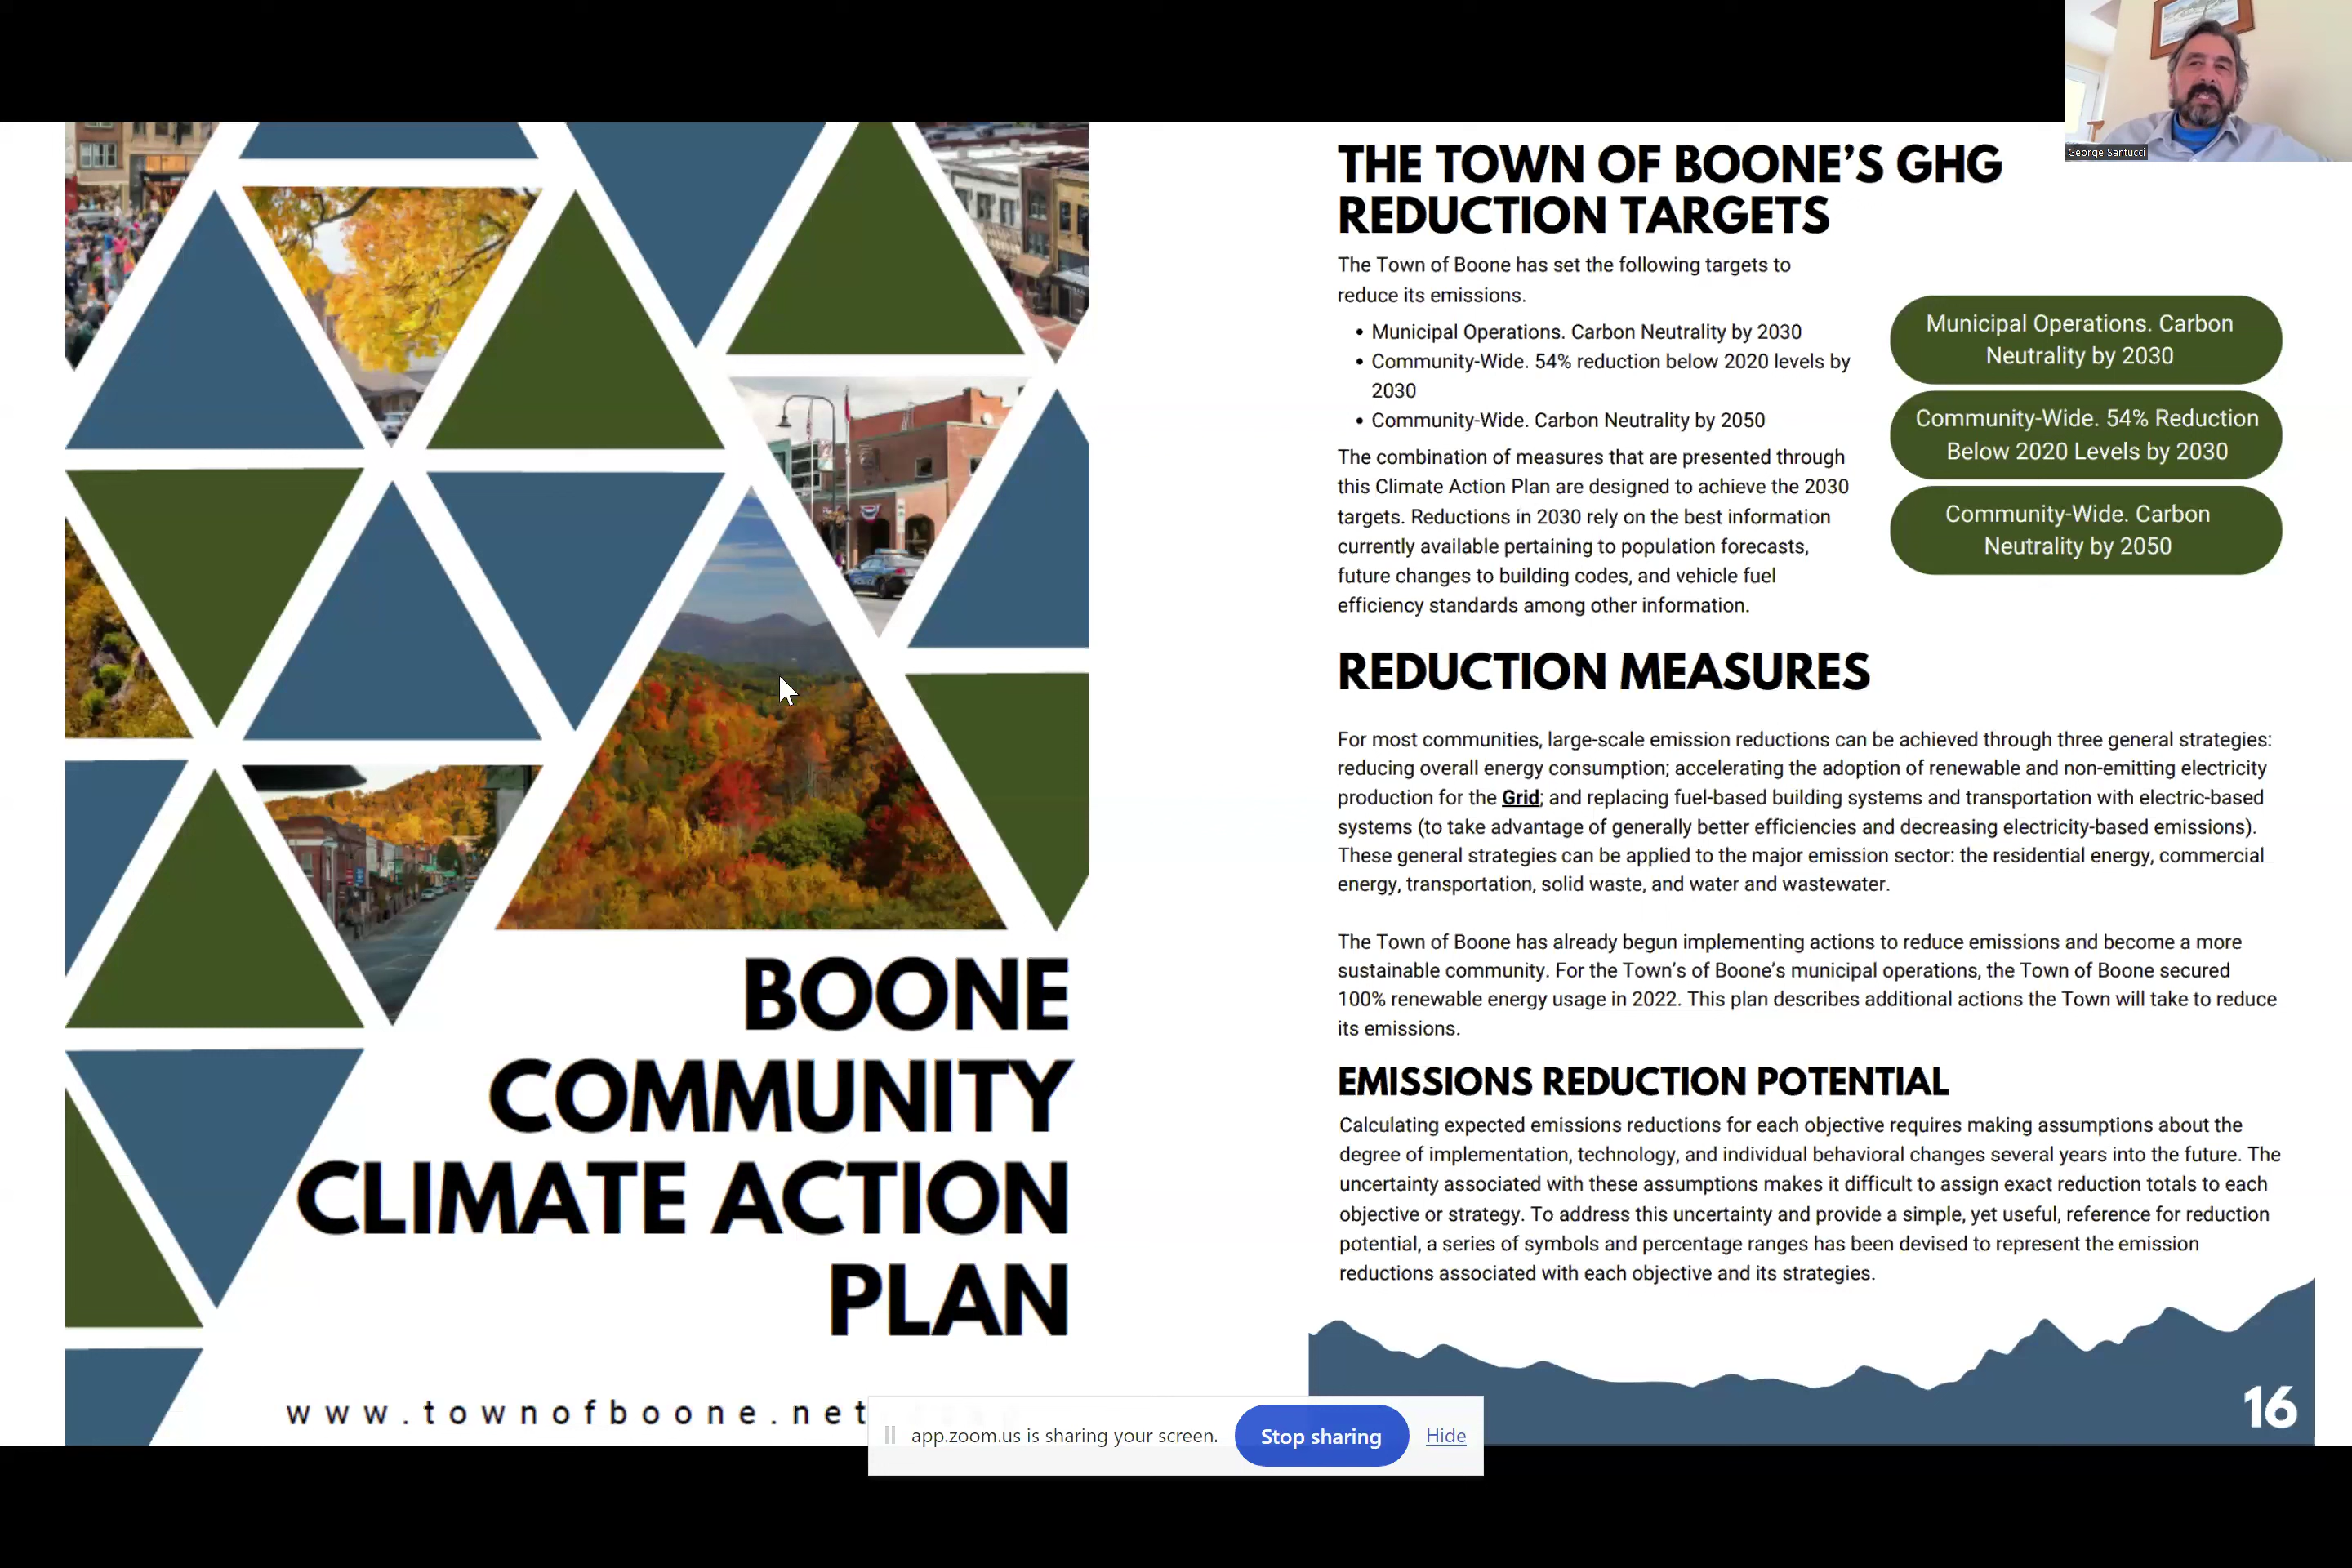 George Santucci
BOONE
COMMUNITY
CLIMATE ACTION
PLAN
www.townofboone.net
THE TOWN OF BOONE’S GHG
REDUCTION TARGETS
The Town of Boone has set the following targets to
reduce its emissions.
• Municipal Operations. Carbon Neutrality by 2030
• Community-Wide. 54% reduction below 2020 levels by
2030
• Community-Wide. Carbon Neutrality by 2050
The combination of measures that are presented through
this Climate Action Plan are designed to achieve the 2030
targets. Reductions in 2030 rely on the best information
currently available pertaining to population forecasts,
future changes to building codes, and vehicle fuel
efficiency standards among other information.
Municipal Operations. Carbon
Neutrality by 2030
Community-Wide. 54% Reduction
Below 2020 Levels by 2030
Community-Wide. Carbon
Neutrality by 2050
REDUCTION MEASURES
For most communities, large-scale emission reductions can be achieved through three general strategies:
reducing overall energy consumption; accelerating the adoption of renewable and non-emitting electricity
production for the Grid; and replacing fuel-based building systems and transportation with electric-based
systems (to take advantage of generally better efficiencies and decreasing electricity-based emissions).
These general strategies can be applied to the major emission sector: the residential energy, commercial
energy, transportation, solid waste, and water and wastewater.
The Town of Boone has already begun implementing actions to reduce emissions and become a more
sustainable community. For the Town’s of Boone’s municipal operations, the Town of Boone secured
100% renewable energy usage in 2022. This plan describes additional actions the Town will take to reduce
its emissions.
EMISSIONS REDUCTION POTENTIAL
Calculating expected emissions reductions for each objective requires making assumptions about the
degree of implementation, technology, and individual behavioral changes several years into the future. The
uncertainty associated with these assumptions makes it difficult to assign exact reduction totals to each
objective or strategy. To address this uncertainty and provide a simple, yet useful, reference for reduction
potential, a series of symbols and percentage ranges has been devised to represent the emission
reductions associated with each objective and its strategies.
16
app.zoom.us is sharing your screen.
Stop sharing
Hide